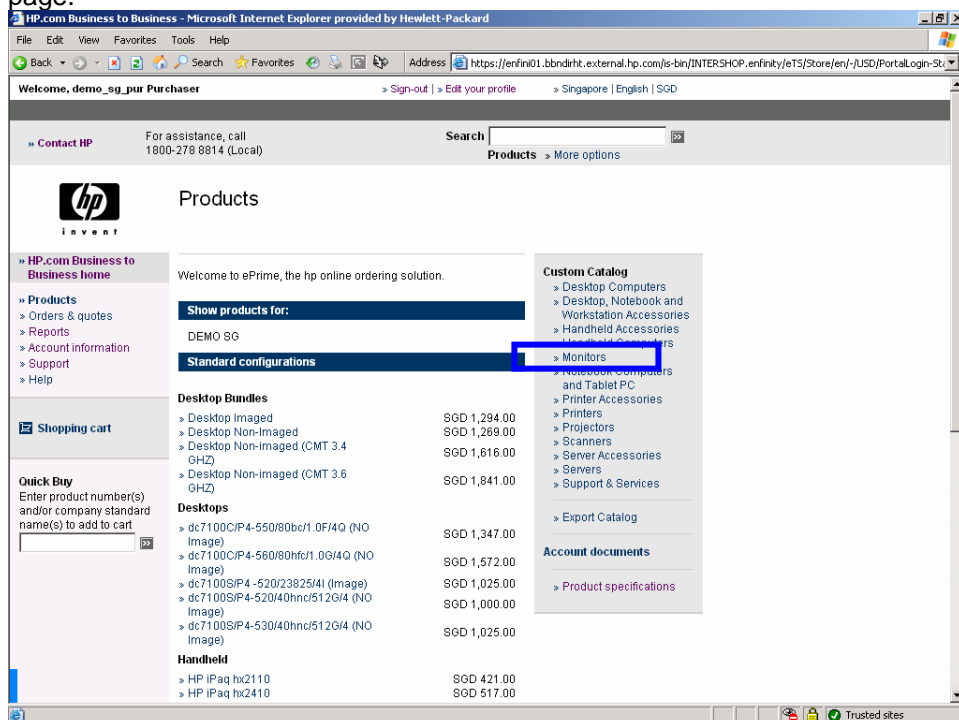 page.
HP.com Business to Business - Microsoft Internet Explorer provided by Hewlett-Packard
File Edit View Favorites Tools Help
Back Search Favorites Address https://enfini01.bbndirht.external.hp.com/is-bin/INTERSHOP.enfinity/eTS/Store/en/-/USD/PortalLogin-Sta
Welcome, demo_sg_pur Purchaser » Sign-out | » Edit your profile » Singapore | English | SGD
» Contact HP
For assistance, call
1800-278 8814 (Local)
Search
Products » More options
hp
invent
Products
» HP.com Business to
Business home
» Products
» Orders & quotes
» Reports
» Account information
» Support
» Help
Shopping cart
Quick Buy
Enter product number(s)
and/or company standard
name(s) to add to cart
Welcome to ePrime, the hp online ordering solution.
Show products for:
DEMO SG
Standard configurations
Desktop Bundles
» Desktop Imaged SGD 1,294.00
» Desktop Non-Imaged SGD 1,269.00
» Desktop Non-imaged (CMT 3.4
GHZ) SGD 1,616.00
» Desktop Non-imaged (CMT 3.6
GHZ) SGD 1,841.00
Desktops
» dc7100C/P4-550/80bc/1.0F/4Q (NO
Image) SGD 1,347.00
» dc7100C/P4-560/80hfc/1.0G/4Q (NO
Image) SGD 1,572.00
» dc7100S/P4 -520/23825/4I (Image) SGD 1,025.00
» dc7100S/P4-520/40hnc/512G/4 (NO
Image) SGD 1,000.00
» dc7100S/P4-530/40hnc/512G/4 (NO
Image) SGD 1,025.00
Handheld
» HP iPaq hx2110 SGD 421.00
» HP iPaq hx2410 SGD 517.00
Custom Catalog
» Desktop Computers
» Desktop, Notebook and
Workstation Accessories
» Handheld Accessories
» Handheld Computers
» Monitors
» Notebook Computers
and Tablet PC
» Printer Accessories
» Printers
» Projectors
» Scanners
» Server Accessories
» Servers
» Support & Services
» Export Catalog
Account documents
» Product specifications
Trusted sites